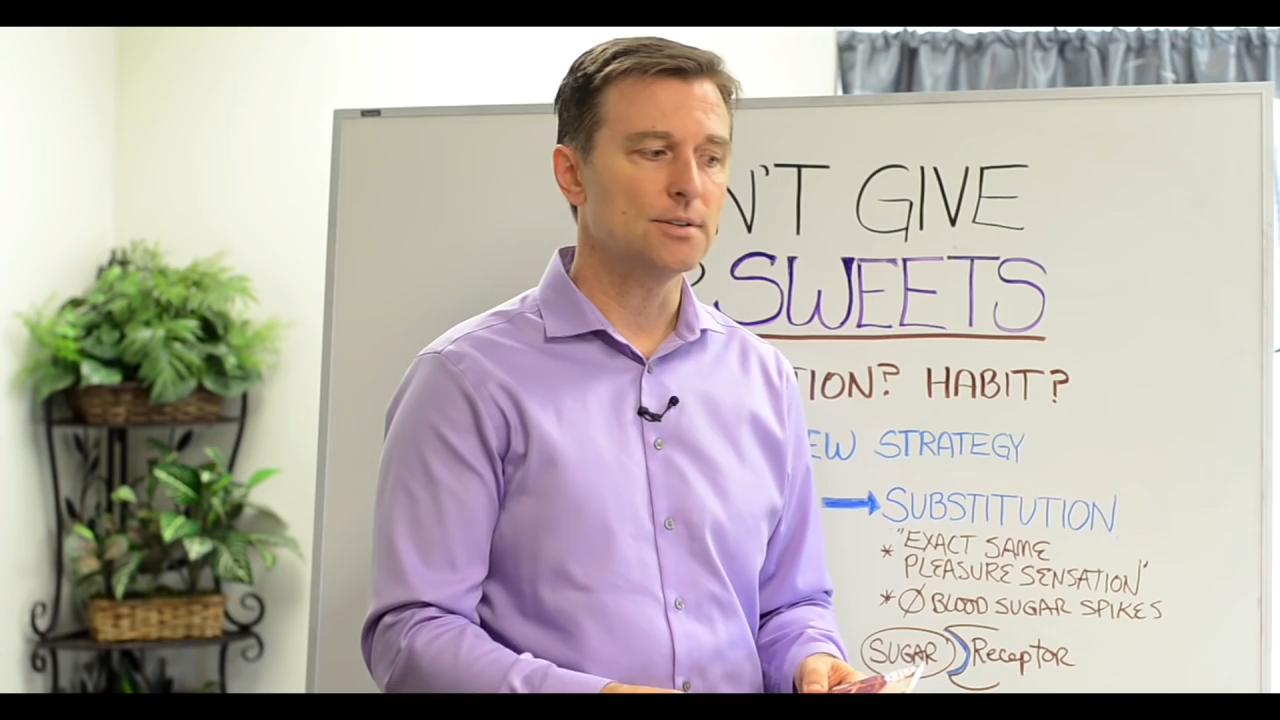 N'T GIVE
SWEETS
TION? HABIT?
EW STRATEGY
SUBSTITUTION
* "EXACT SAME
PLEASURE SENSATION"
* Ø BLOOD SUGAR SPIKES
SUGAR Receptor